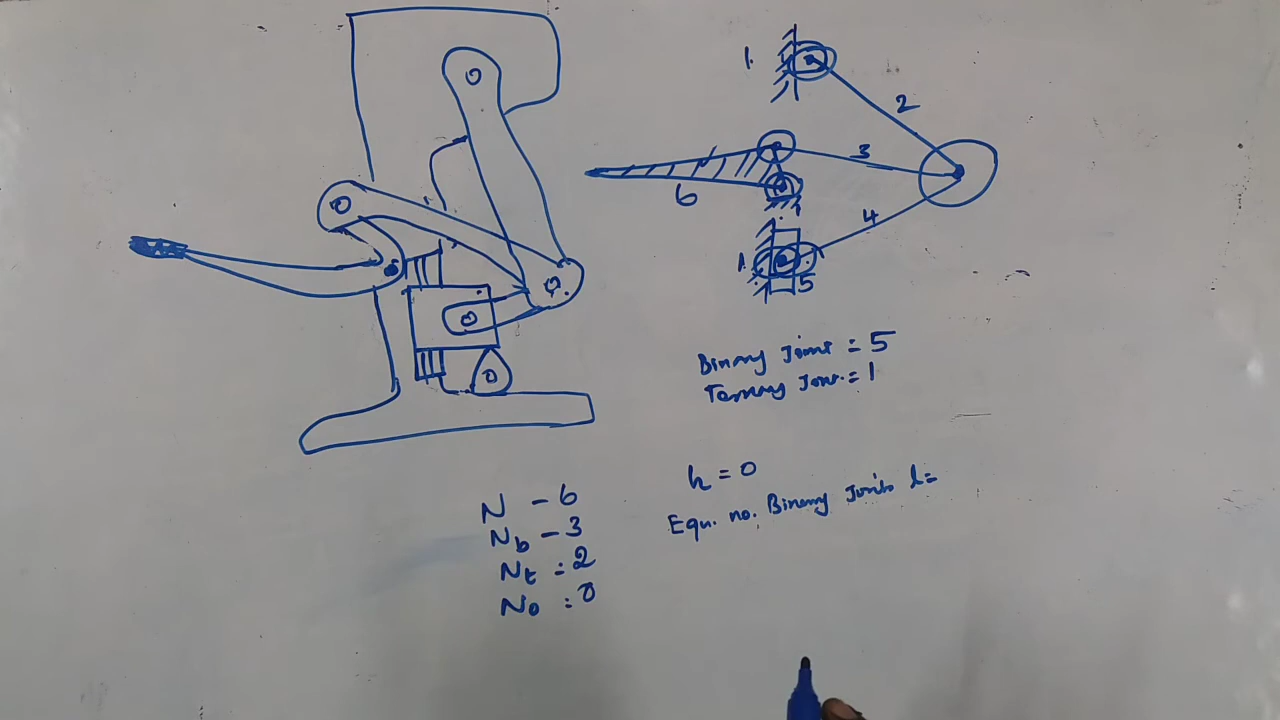 1.
2
3
6
4
1.
5
Binary Joint = 5
Ternary Joint = 1
h = 0
Equ. no. Binary Joints l=
N - 6
Nb - 3
Nt = 2
No = 0